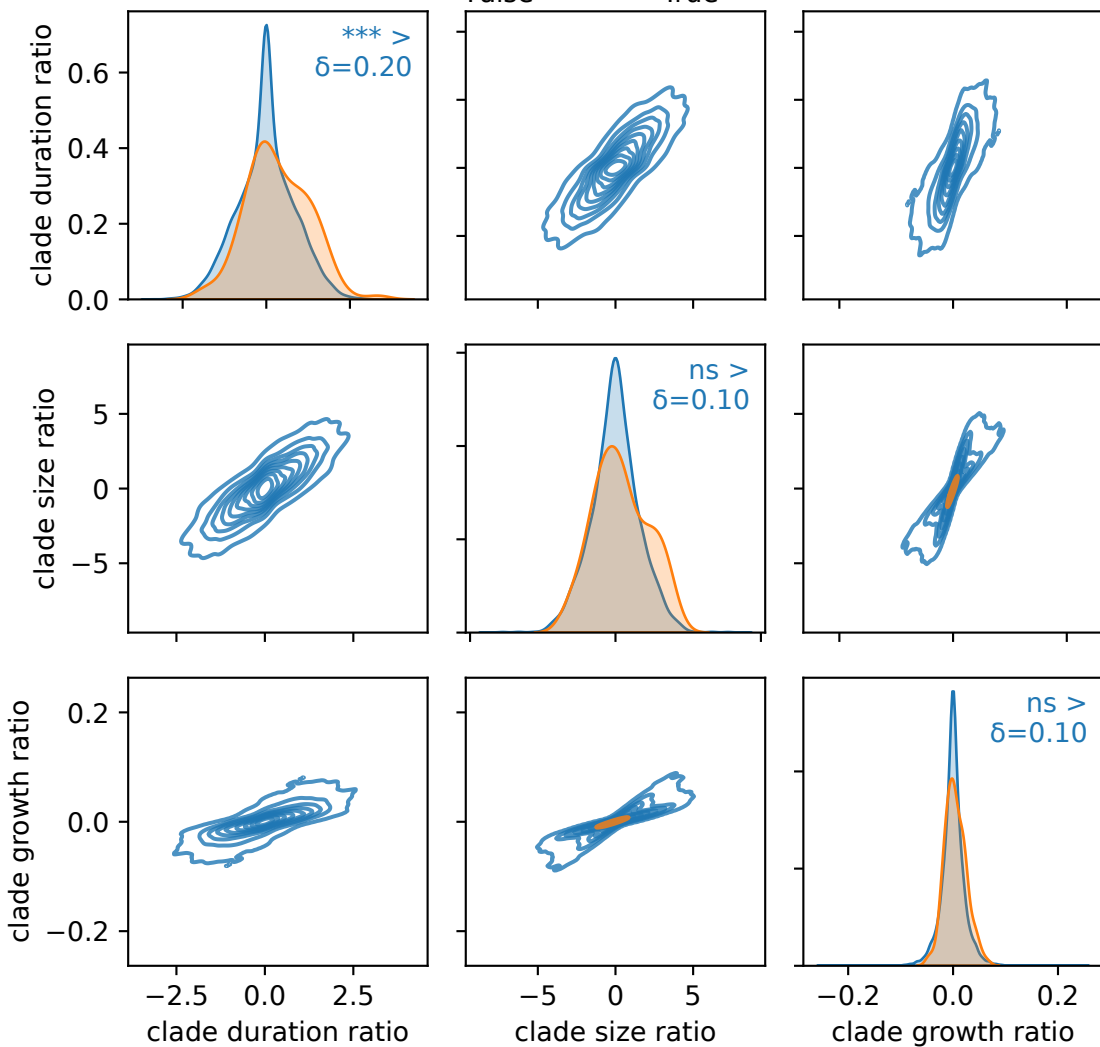 True
clade duration ratio
0.6
0.4
0.2
0.0
*** >
δ=0.20
clade size ratio
5
0
−5
ns >
δ=0.10
clade growth ratio
0.2
0.0
−0.2
ns >
δ=0.10
−2.5 0.0 2.5
−5 0 5
−0.2 0.0 0.2
clade duration ratio
clade size ratio
clade growth ratio